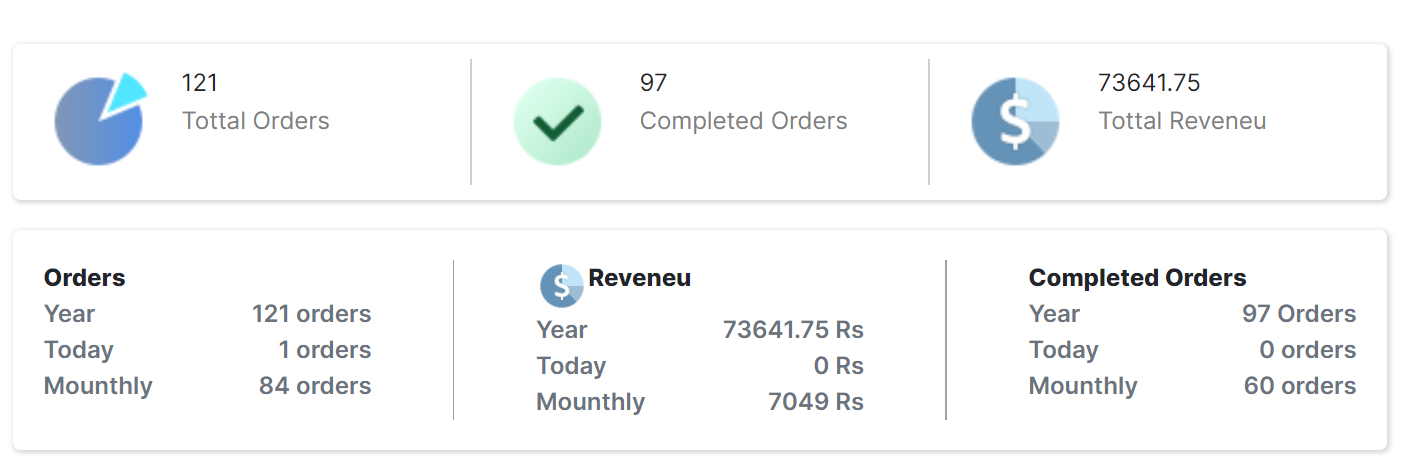 121
Tottal Orders
97
Completed Orders
73641.75
Tottal Reveneu
Orders
Year 121 orders
Today 1 orders
Mounthly 84 orders
$ Reveneu
Year 73641.75 Rs
Today 0 Rs
Mounthly 7049 Rs
Completed Orders
Year 97 Orders
Today 0 orders
Mounthly 60 orders